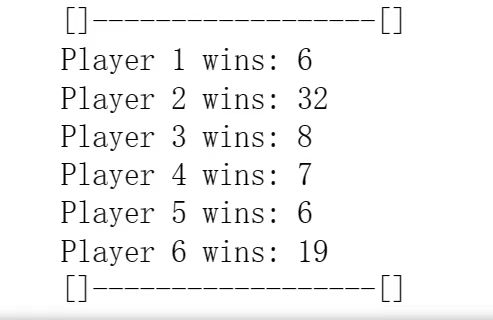 []------------------[]
Player 1 wins: 6
Player 2 wins: 32
Player 3 wins: 8
Player 4 wins: 7
Player 5 wins: 6
Player 6 wins: 19
[]------------------[]